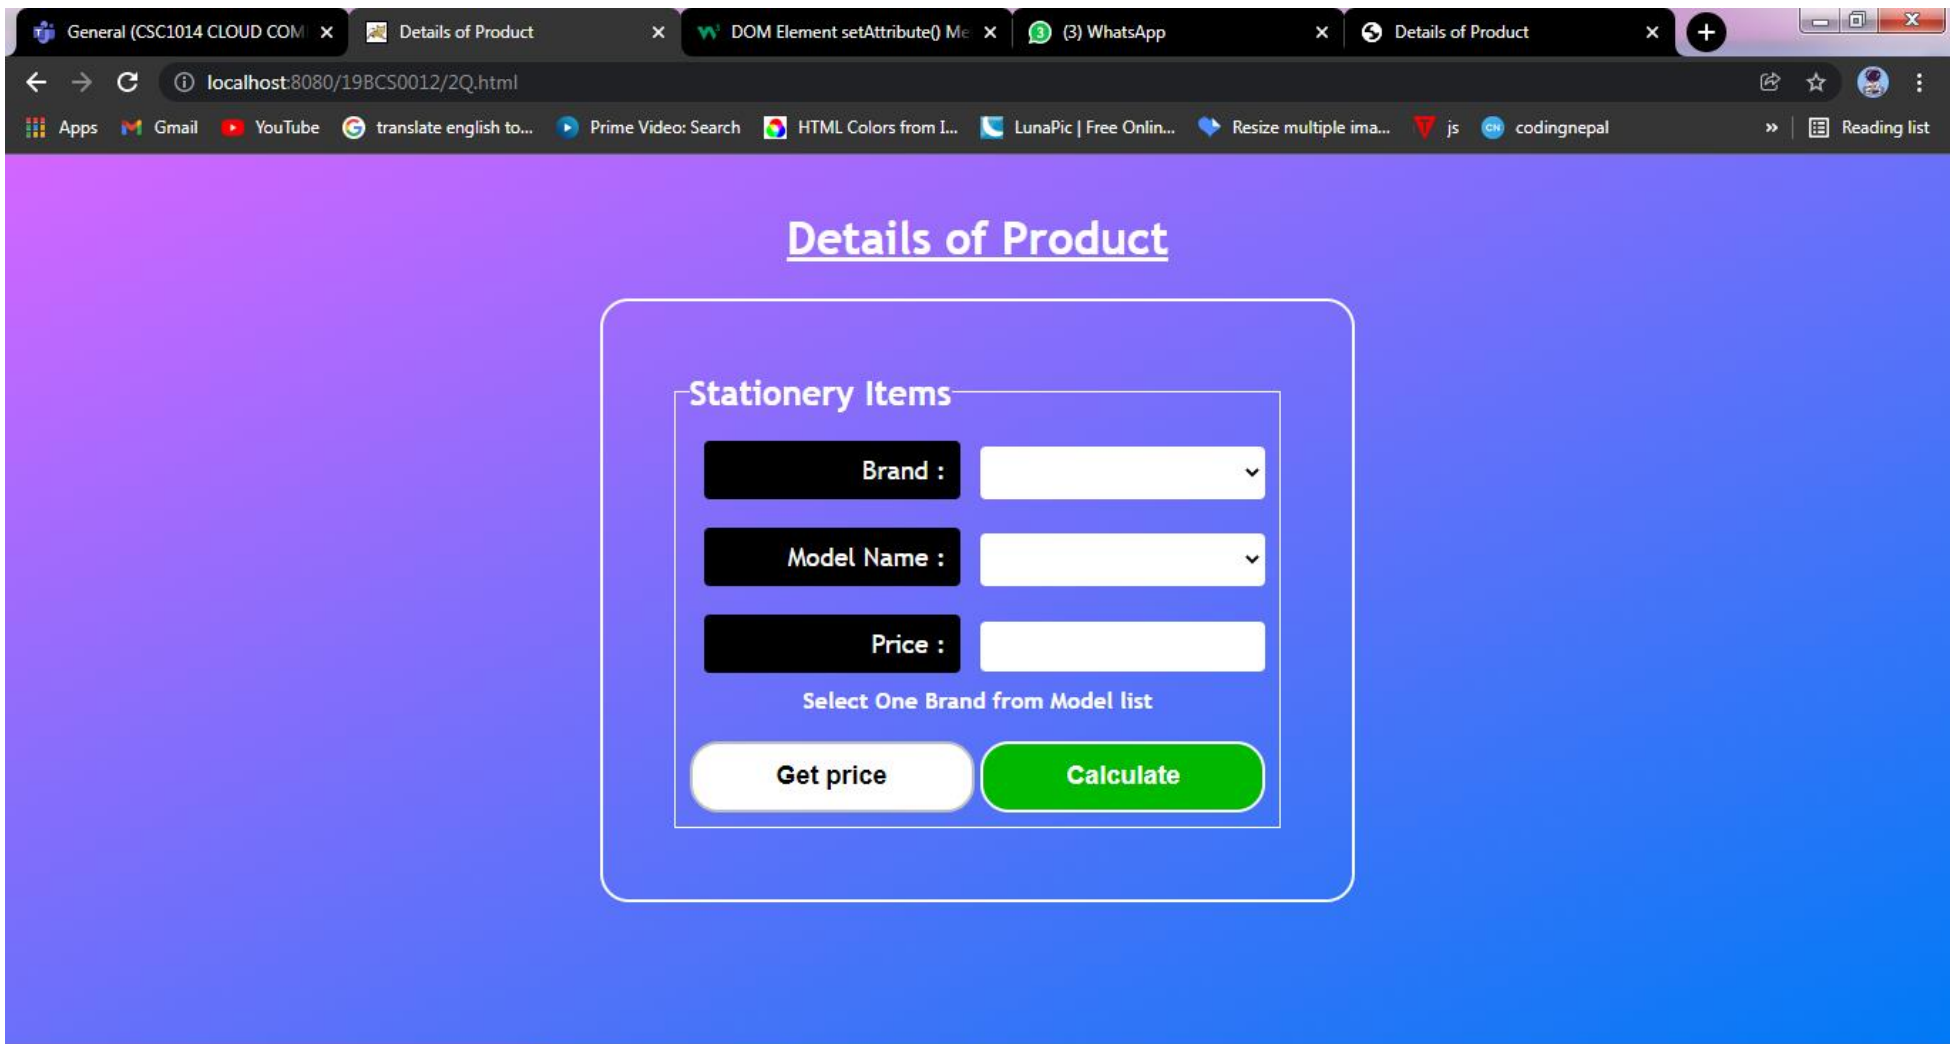 General (CSC1014 CLOUD COM
Details of Product
DOM Element setAttribute() Me
(3) WhatsApp
Details of Product
localhost:8080/19BCS0012/2Q.html
Apps Gmail YouTube translate english to... Prime Video: Search HTML Colors from I... LunaPic | Free Onlin... Resize multiple ima... js codingnepal » Reading list
Details of Product
Stationery Items
Brand :
Model Name :
Price :
Select One Brand from Model list
Get price Calculate